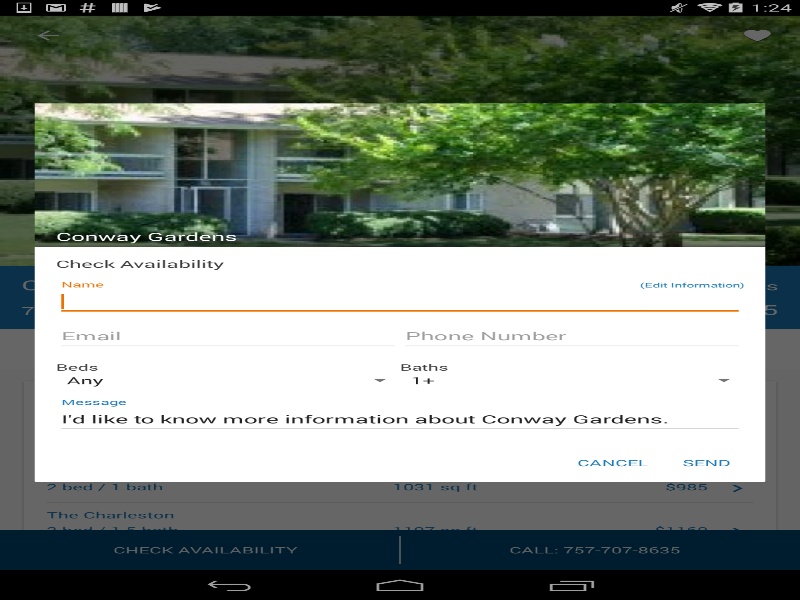 1:24
Conway Gardens
Check Availability
Name
(Edit Information)
Email
Phone Number
Beds
Baths
Any
1+
Message
I'd like to know more information about Conway Gardens.
CANCEL
SEND
2 bed / 1 bath
1031 sq ft
$985
The Charleston
CHECK AVAILABILITY
CALL: 757-707-8635